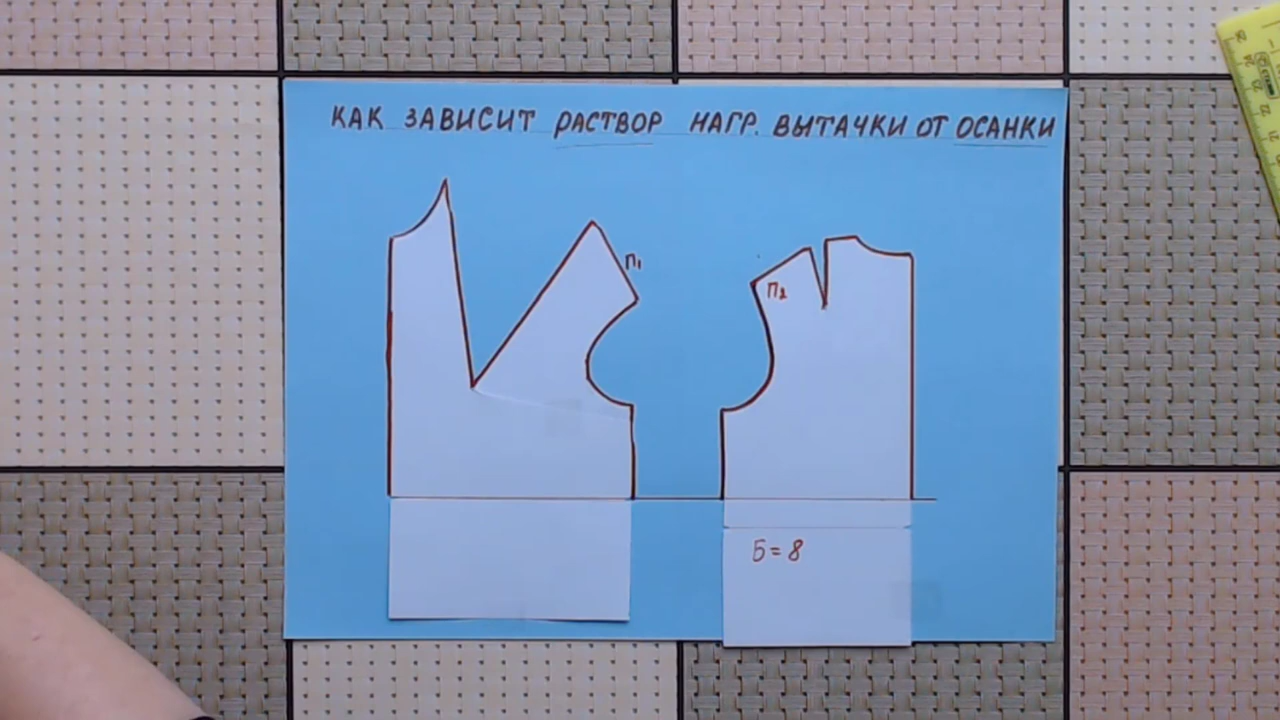 КАК ЗАВИСИТ РАСТВОР НАГР. ВЫТАЧКИ ОТ ОСАНКИ
П1
П2
Б=8